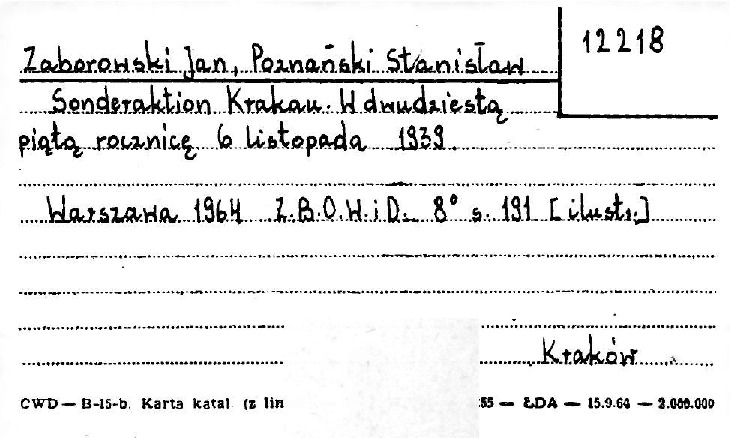 12218
Zaborowski Jan, Poznański Stanisław
Sonderaktion Krakau. W dwudziestą
piątą rocznicę 6 listopada 1939.
Warszawa 1964 Z.B.O.W.i D. 8° s. 191 [ilustr.]
Kraków
CWD — B-15-b. Karta katal. (z lin 55 — ŁDA — 15.9.60 — 2.000.000